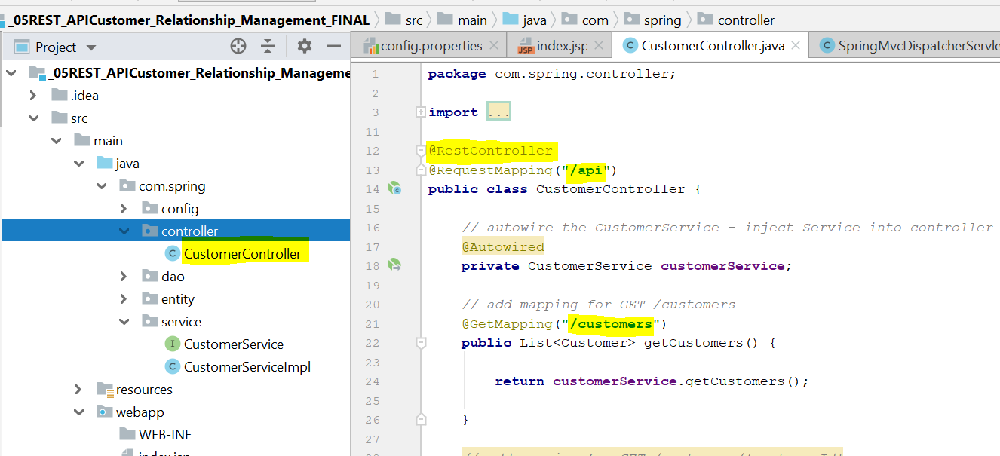 _05REST_APICustomer_Relationship_Management_FINAL src main java com spring controller
Project
config.properties index.jsp CustomerController.java SpringMvcDispatcherServle
_05REST_APICustomer_Relationship_Manageme
.idea
src
main
java
com.spring
config
controller
CustomerController
dao
entity
service
CustomerService
CustomerServiceImpl
resources
webapp
WEB-INF
index.jsp
1 package com.spring.controller;
2
3 import ...
11
12 @RestController
13 @RequestMapping("/api")
14 public class CustomerController {
15
16 // autowire the CustomerService - inject Service into controller
17 @Autowired
18 private CustomerService customerService;
19
20 // add mapping for GET /customers
21 @GetMapping("/customers")
22 public List<Customer> getCustomers() {
23
24 return customerService.getCustomers();
25
26 }
27